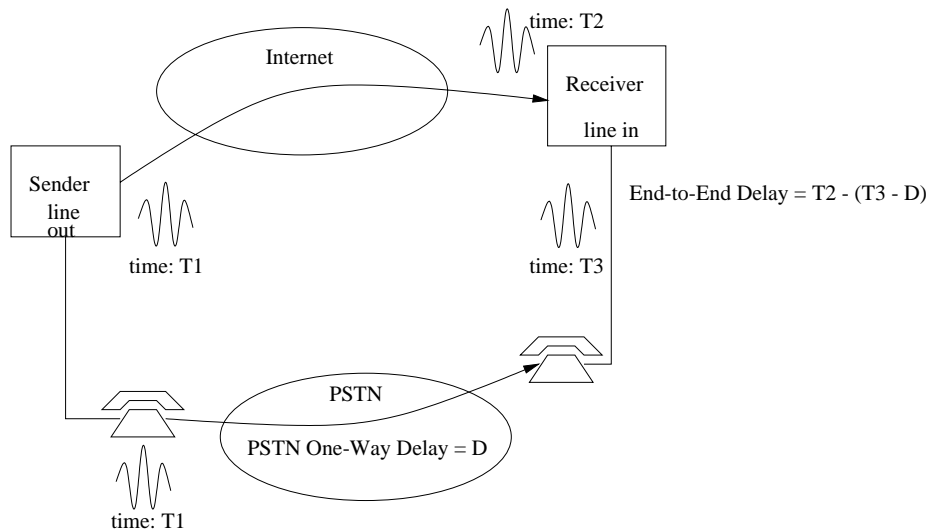 time: T2
Internet
Receiver
line in
Sender
line
out
time: T1
End-to-End Delay = T2 - (T3 - D)
time: T3
PSTN
PSTN One-Way Delay = D
time: T1